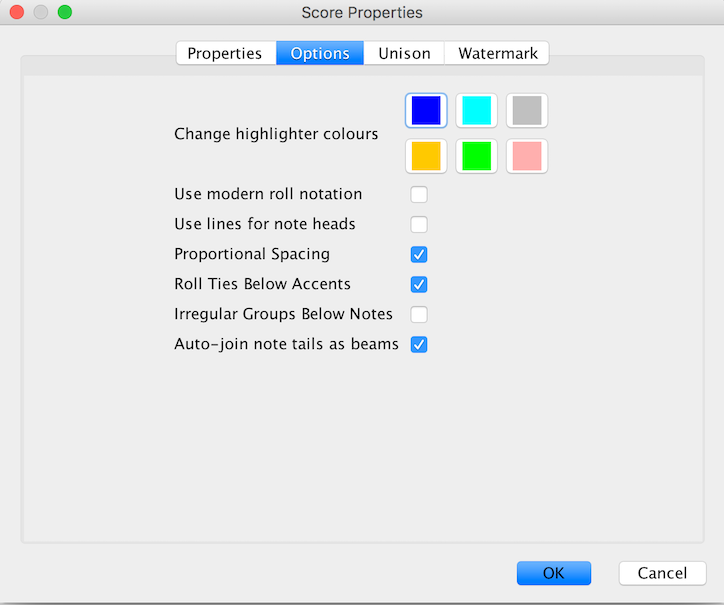 Score Properties
Properties Options Unison Watermark
Change highlighter colours
Use modern roll notation
Use lines for note heads
Proportional Spacing
Roll Ties Below Accents
Irregular Groups Below Notes
Auto-join note tails as beams
OK Cancel